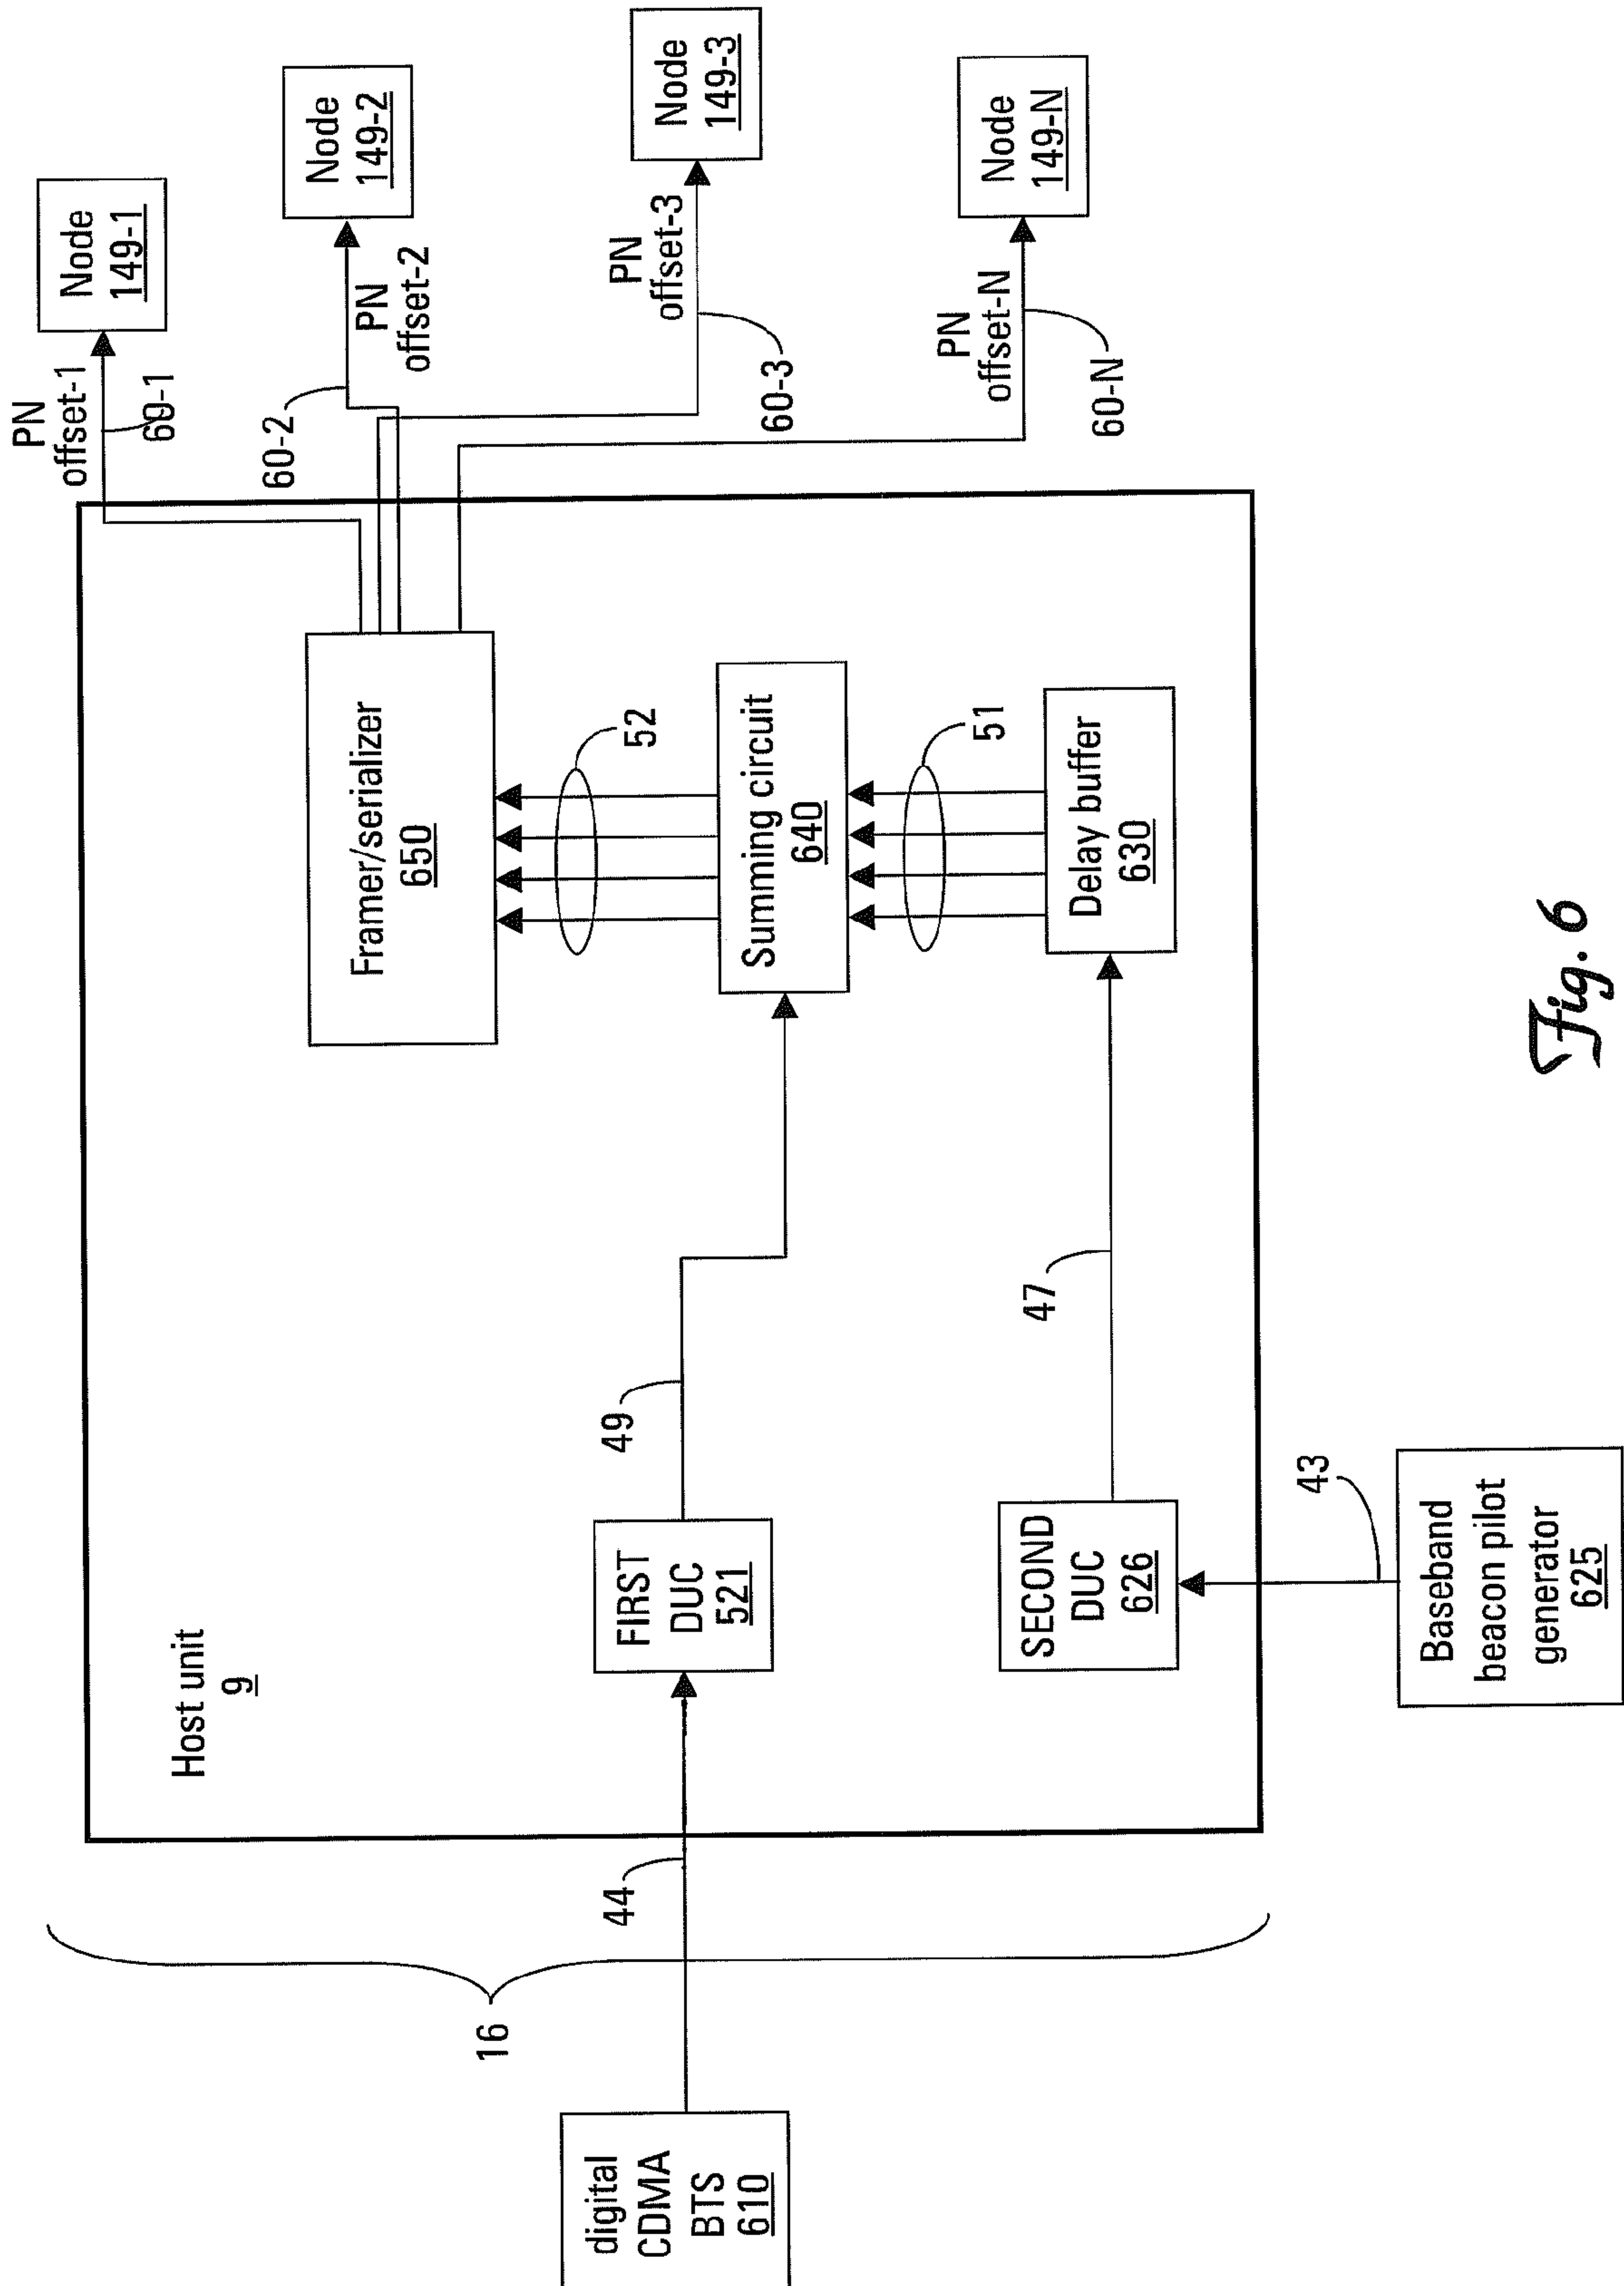 Host unit
9
digital
CDMA
BTS
610
16
44
FIRST
DUC
521
49
SECOND
DUC
626
47
43
Baseband
beacon pilot
generator
625
Framer/serializer
650
52
Summing circuit
640
51
Delay buffer
630
PN
offset-1
60-1
Node
149-1
60-2
PN
offset-2
Node
149-2
PN
offset-3
60-3
Node
149-3
PN
offset-N
60-N
Node
149-N
Fig. 6